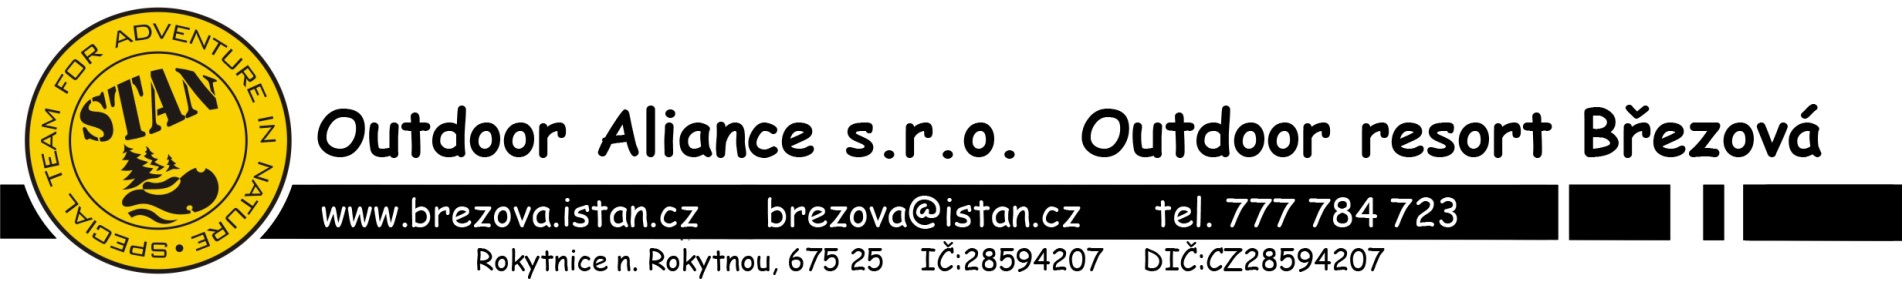 SPECIAL TEAM FOR ADVENTURE IN NATURE •
STAN
Outdoor Aliance s.r.o. Outdoor resort Březová
www.brezova.istan.cz brezova@istan.cz tel. 777 784 723
Rokytnice n. Rokytnou, 675 25 IČ:28594207 DIČ:CZ28594207